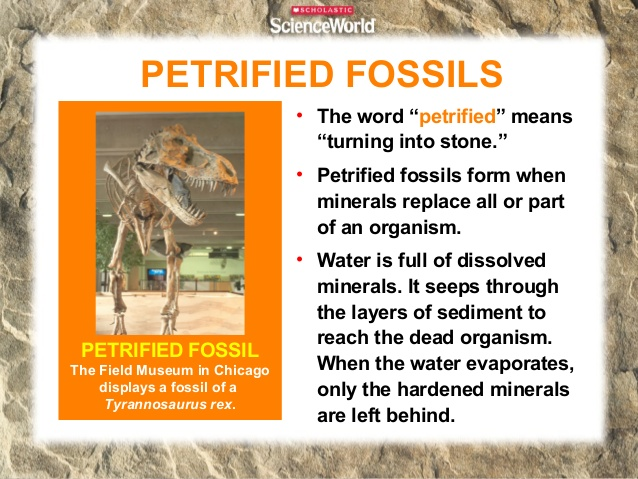 SCHOLASTIC
ScienceWorld
PETRIFIED FOSSILS
PETRIFIED FOSSIL
The Field Museum in Chicago
displays a fossil of a
Tyrannosaurus rex.
• The word “petrified” means
“turning into stone.”
• Petrified fossils form when
minerals replace all or part
of an organism.
• Water is full of dissolved
minerals. It seeps through
the layers of sediment to
reach the dead organism.
When the water evaporates,
only the hardened minerals
are left behind.